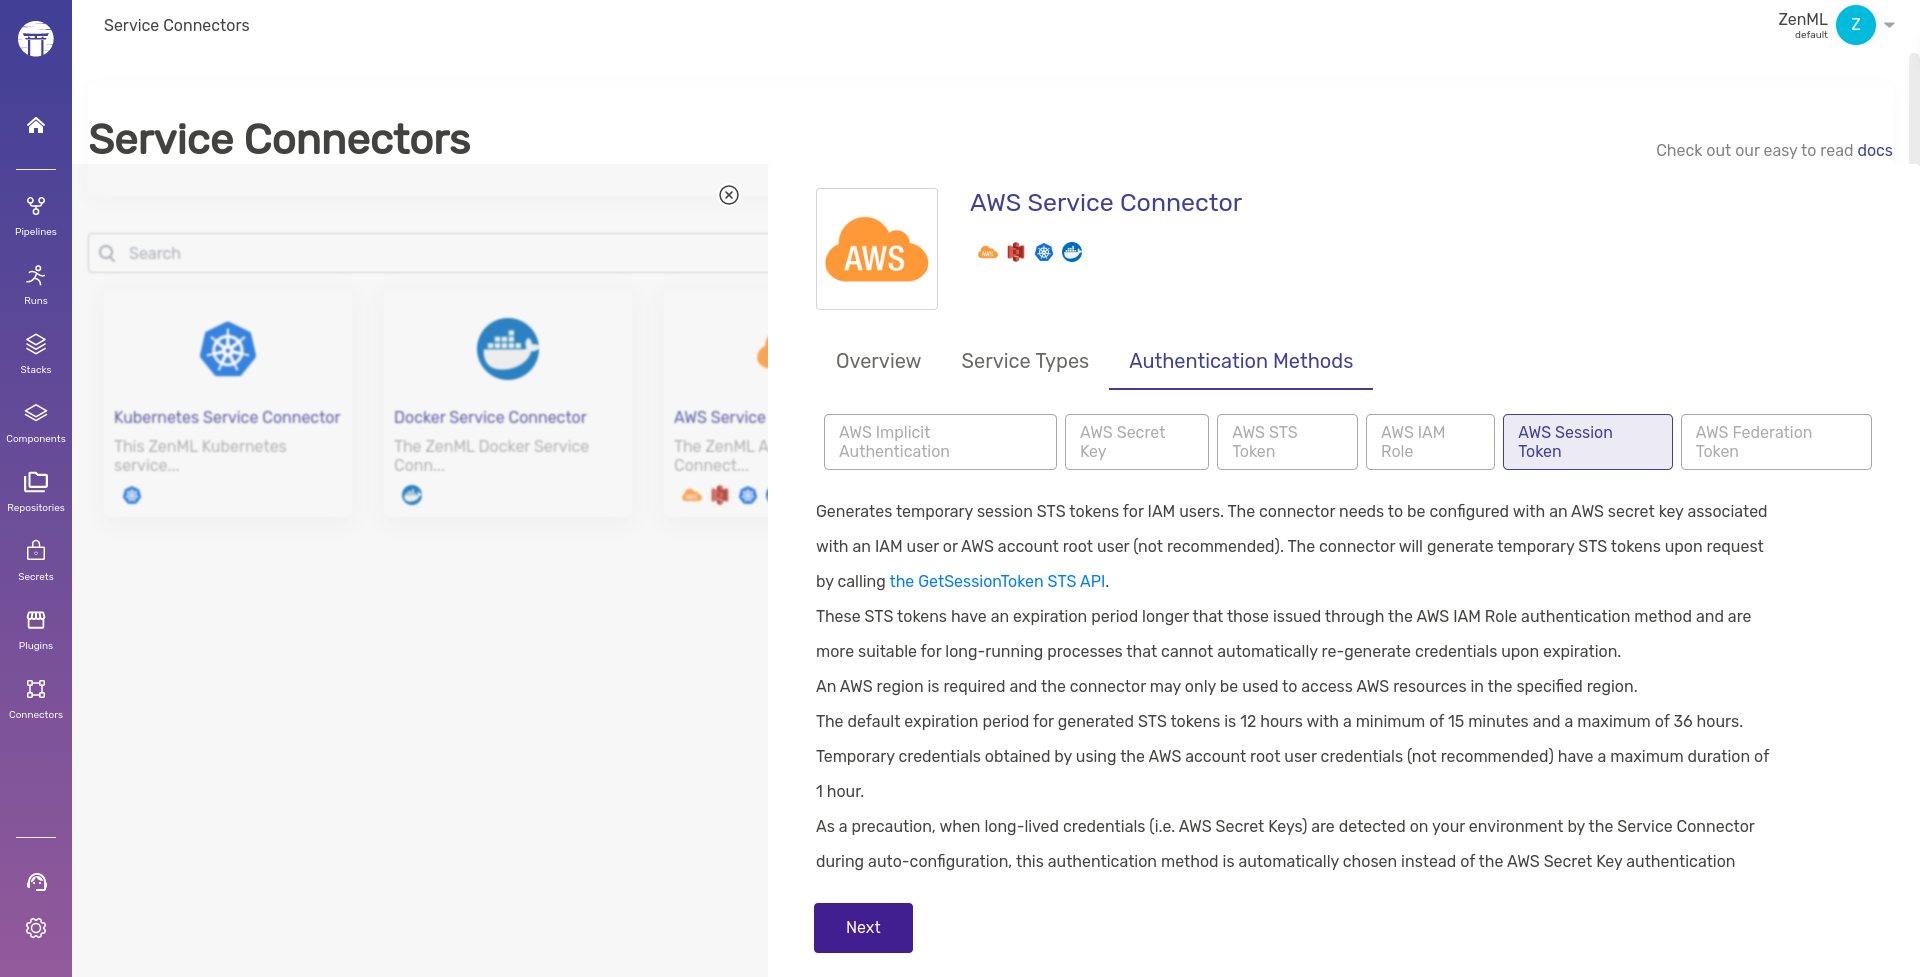 Service Connectors
ZenML
default
Z
Service Connectors
Check out our easy to read docs
Pipelines
Runs
Stacks
Components
Repositories
Secrets
Plugins
Connectors
Search
Kubernetes Service Connector
This ZenML Kubernetes
service...
Docker Service Connector
The ZenML Docker Service
Conn...
AWS Service
The ZenML A
Connect...
AWS
AWS Service Connector
Overview
Service Types
Authentication Methods
AWS Implicit
Authentication
AWS Secret
Key
AWS STS
Token
AWS IAM
Role
AWS Session
Token
AWS Federation
Token
Generates temporary session STS tokens for IAM users. The connector needs to be configured with an AWS secret key associated
with an IAM user or AWS account root user (not recommended). The connector will generate temporary STS tokens upon request
by calling the GetSessionToken STS API.
These STS tokens have an expiration period longer that those issued through the AWS IAM Role authentication method and are
more suitable for long-running processes that cannot automatically re-generate credentials upon expiration.
An AWS region is required and the connector may only be used to access AWS resources in the specified region.
The default expiration period for generated STS tokens is 12 hours with a minimum of 15 minutes and a maximum of 36 hours.
Temporary credentials obtained by using the AWS account root user credentials (not recommended) have a maximum duration of
1 hour.
As a precaution, when long-lived credentials (i.e. AWS Secret Keys) are detected on your environment by the Service Connector
during auto-configuration, this authentication method is automatically chosen instead of the AWS Secret Key authentication
Next